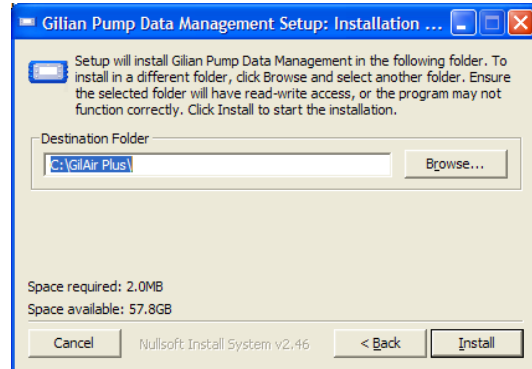 Gilian Pump Data Management Setup: Installation ...
Setup will install Gilian Pump Data Management in the following folder. To
install in a different folder, click Browse and select another folder. Ensure
the selected folder will have read-write access, or the program may not
function correctly. Click Install to start the installation.
Destination Folder
C:\GilAir Plus\
Browse...
Space required: 2.0MB
Space available: 57.8GB
Cancel
Nullsoft Install System v2.46
< Back
Install